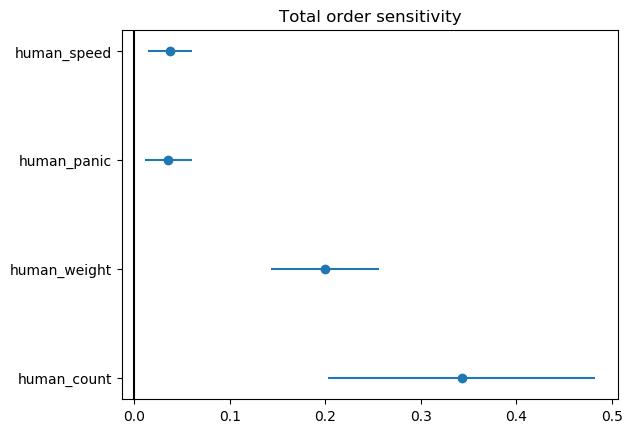 Total order sensitivity
human_speed
human_panic
human_weight
human_count
0.0 0.1 0.2 0.3 0.4 0.5